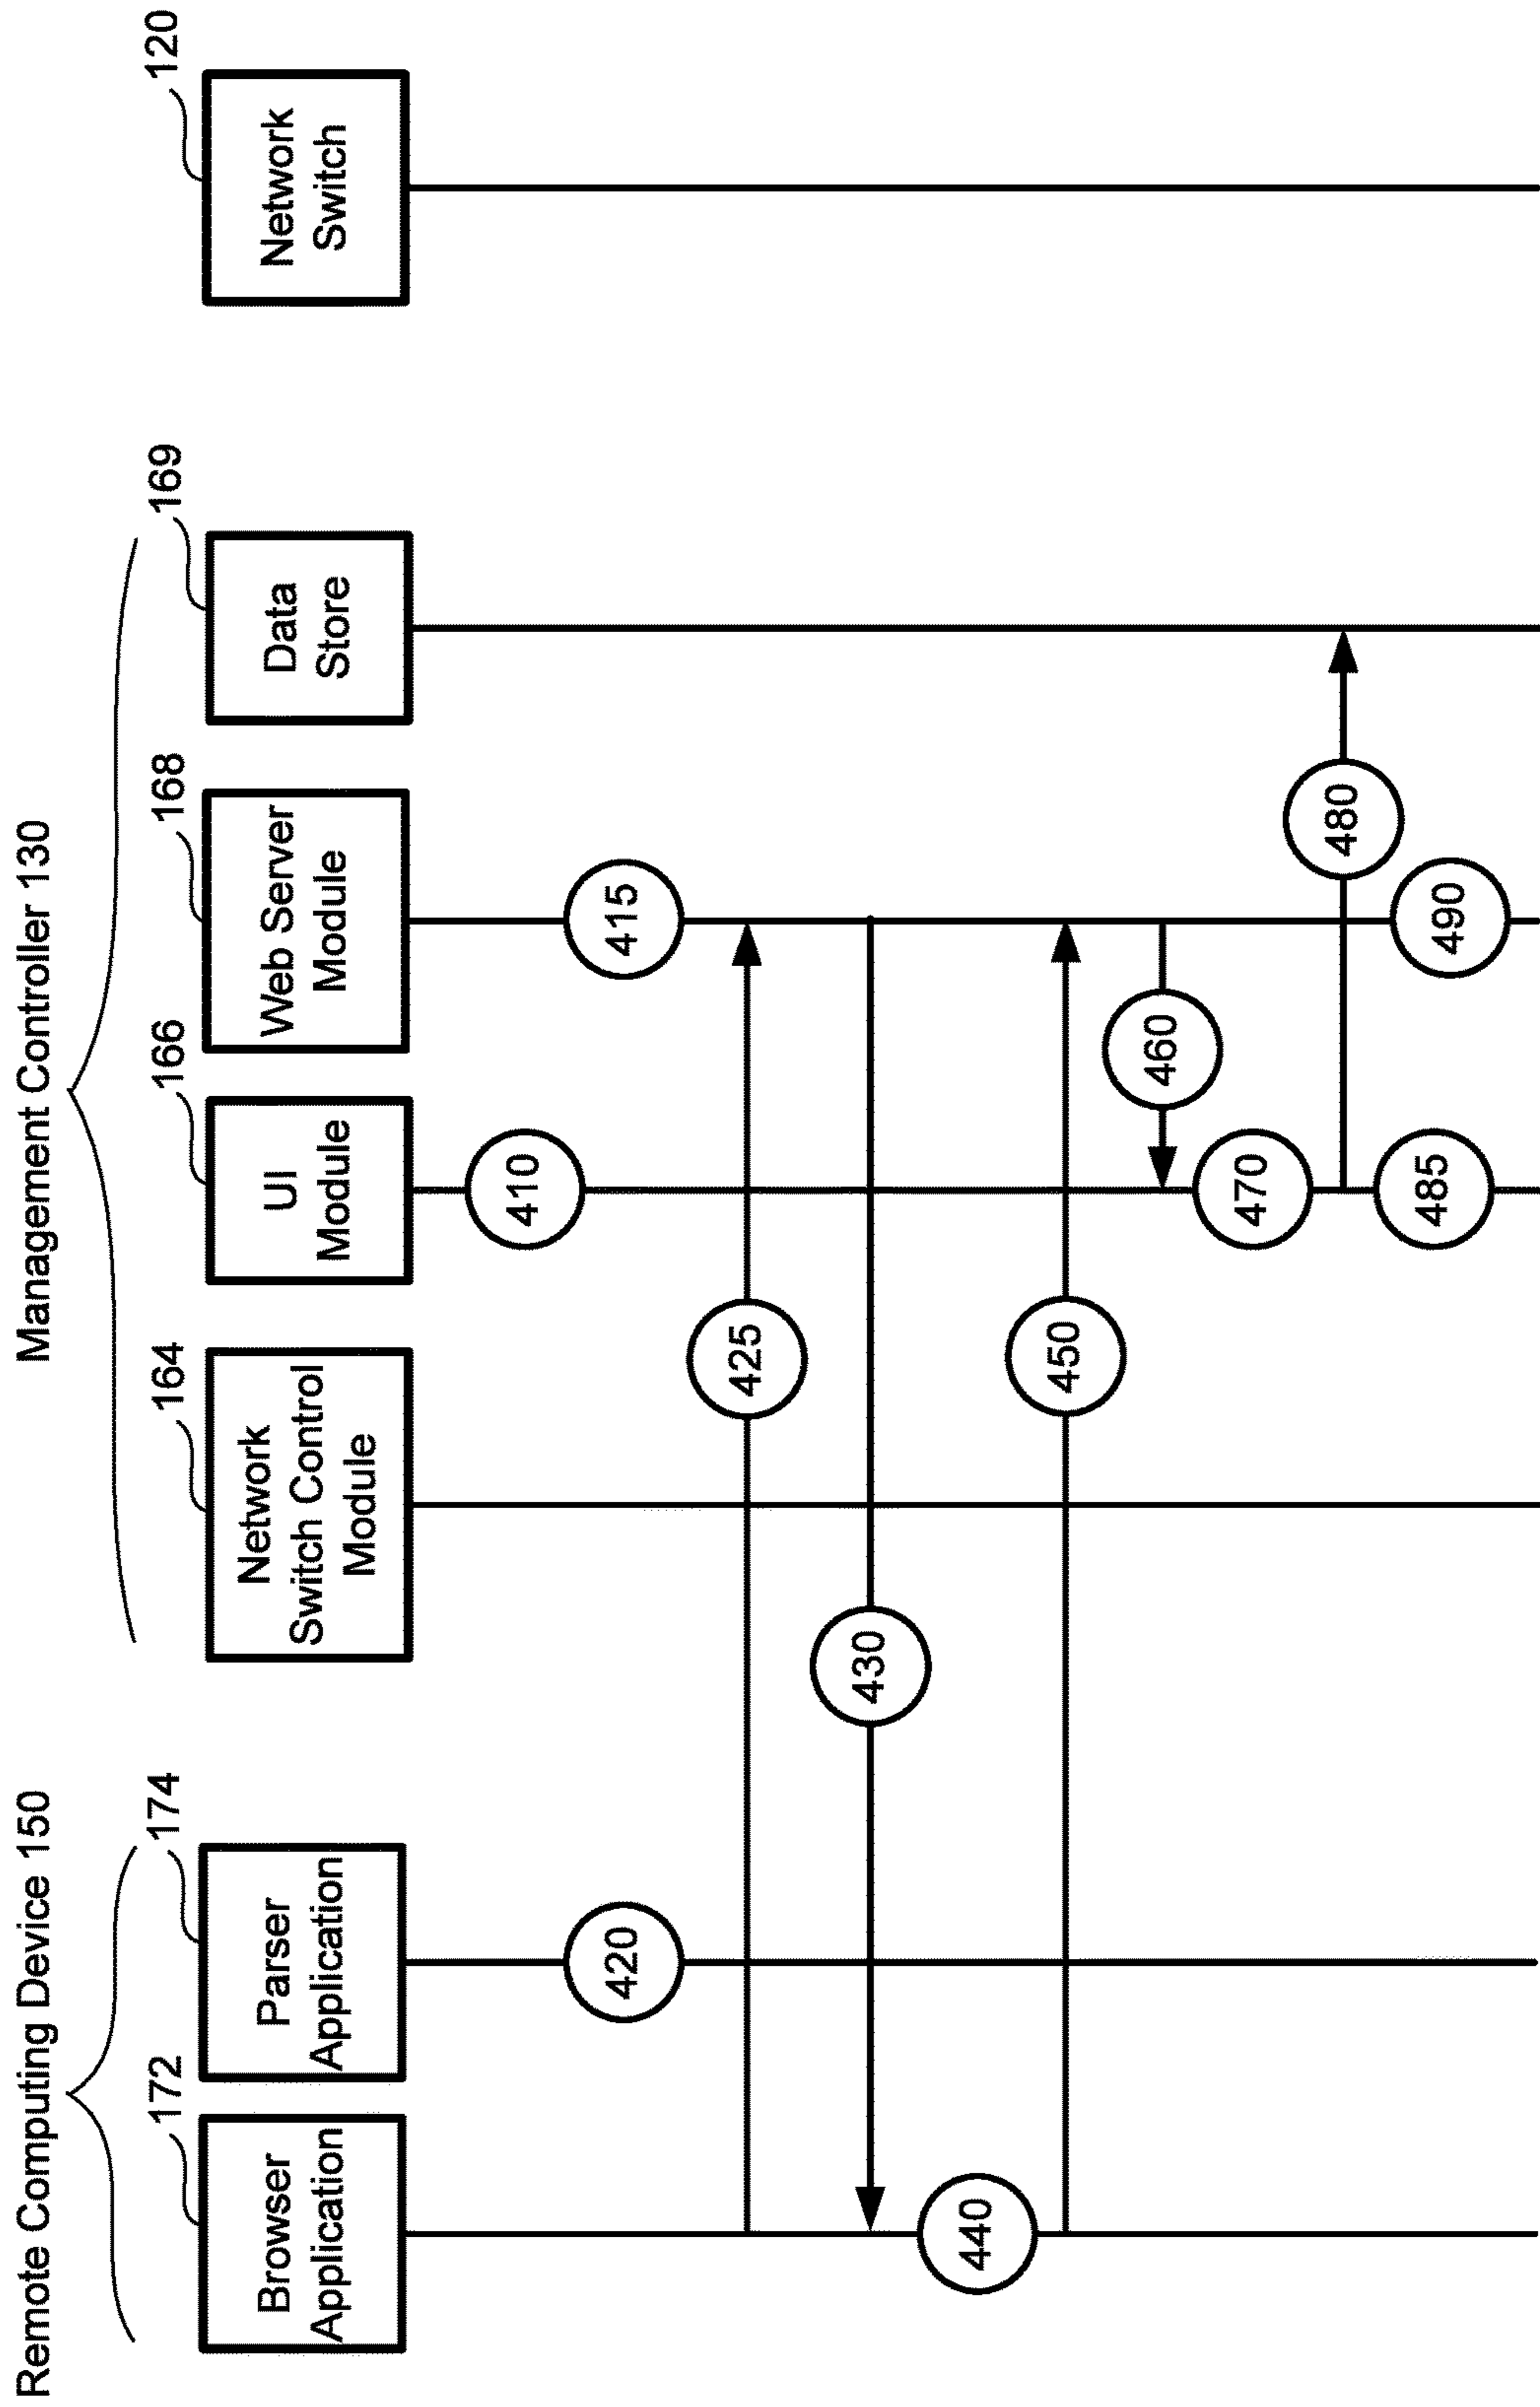 Remote Computing Device 150
Management Controller 130
172
174
164
166
168
169
120
Browser
Application
Parser
Application
Network
Switch Control
Module
UI
Module
Web Server
Module
Data
Store
Network
Switch
410
420
415
425
430
440
450
460
470
480
485
490